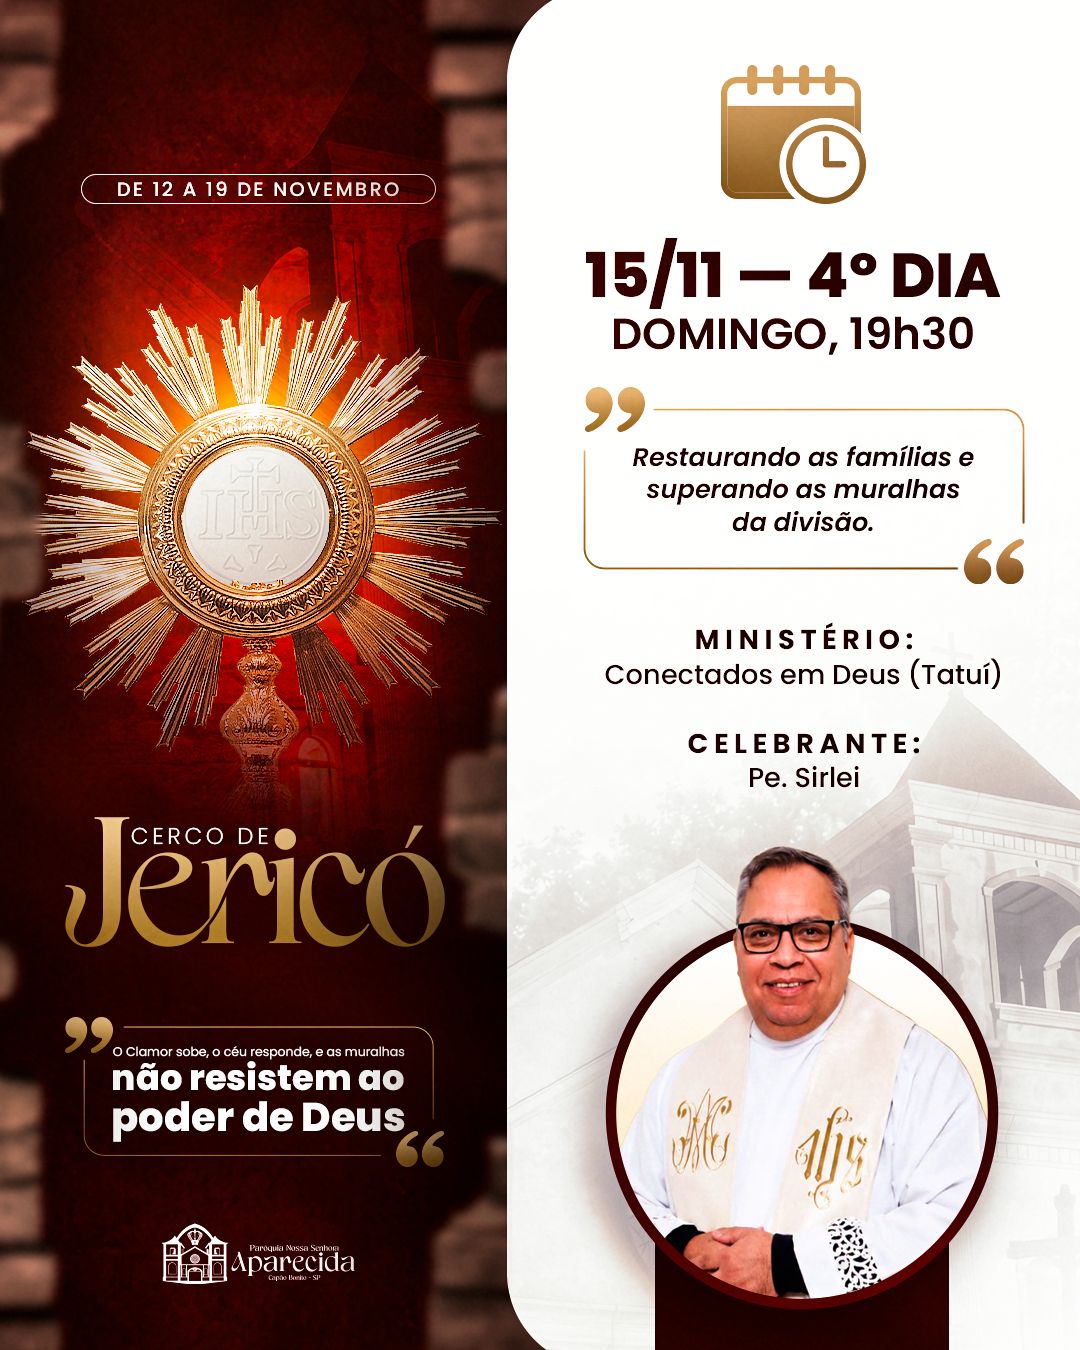 DE 12 A 19 DE NOVEMBRO
IHS
CERCO DE
Jericó
O Clamor sobe, o céu responde, e as muralhas
não resistem ao
poder de Deus
Paróquia Nossa Senhora
Aparecida
Capão Bonito - SP
15/11 — 4º DIA
DOMINGO, 19h30
Restaurando as famílias e
superando as muralhas
da divisão.
MINISTÉRIO:
Conectados em Deus (Tatuí)
CELEBRANTE:
Pe. Sirlei